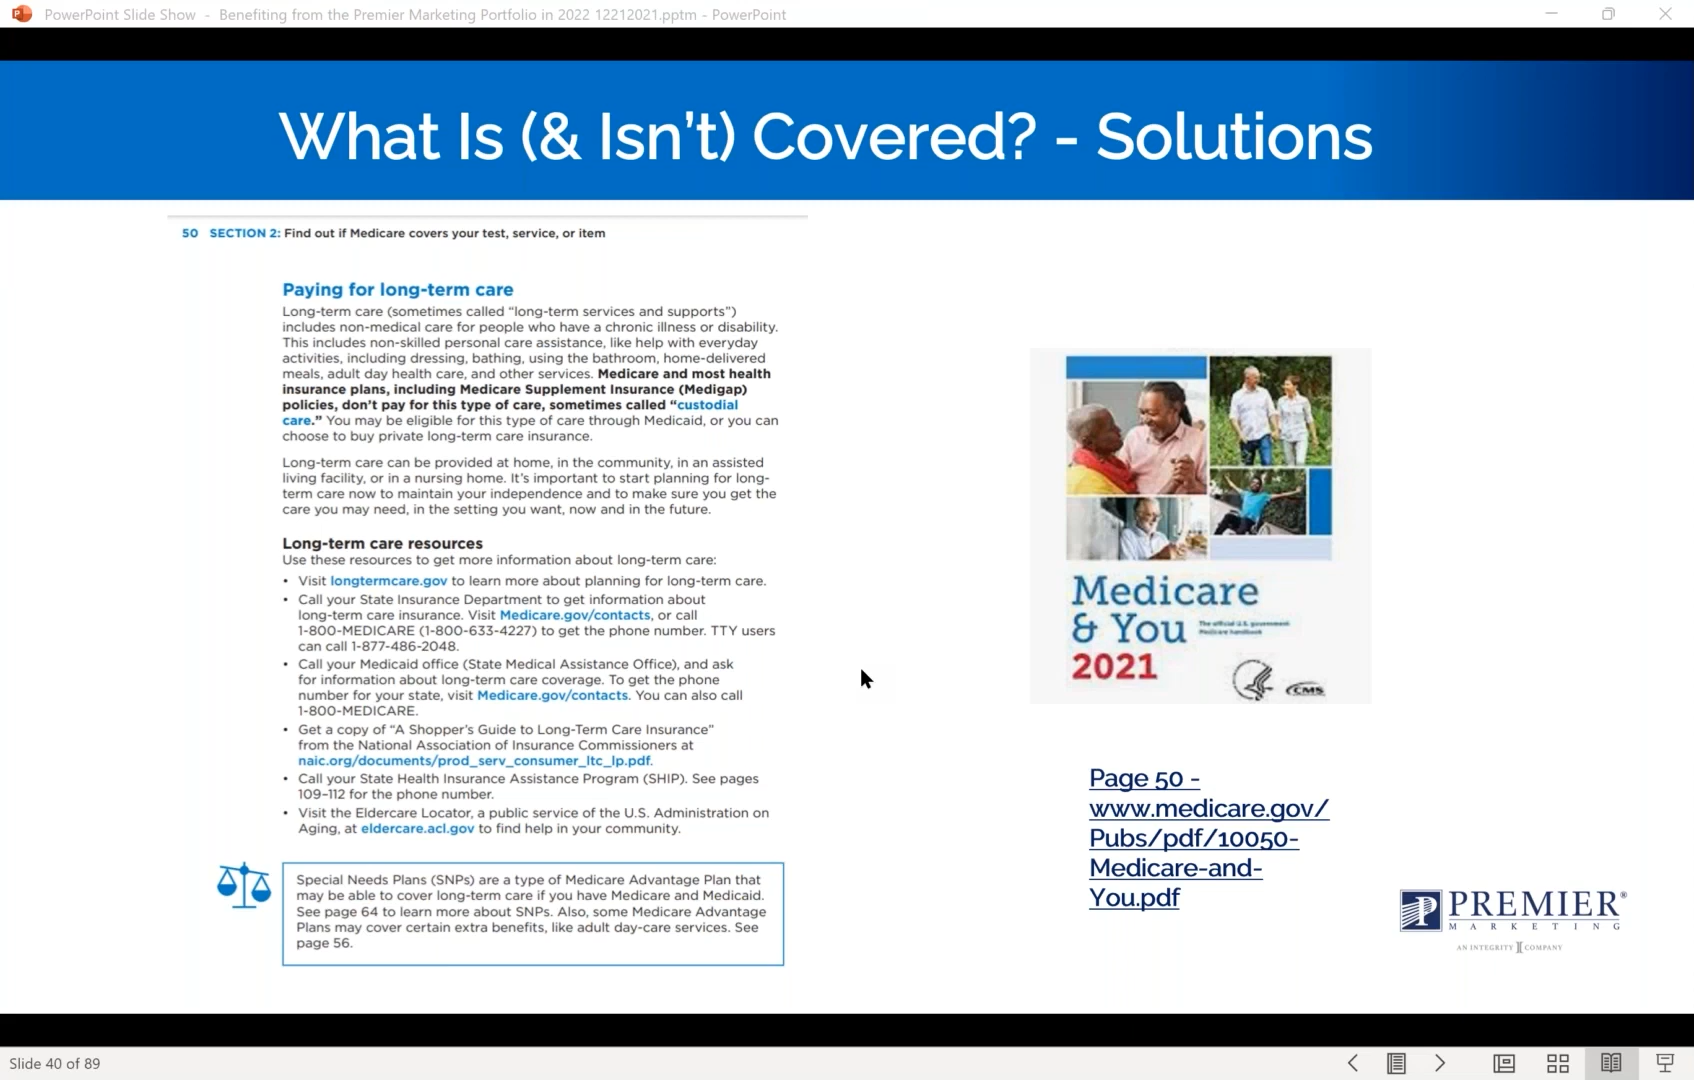 PowerPoint Slide Show - Benefiting from the Premier Marketing Portfolio in 2022 12212021.pptm - PowerPoint
What Is (& Isn't) Covered? - Solutions
50 SECTION 2: Find out if Medicare covers your test, service, or item
Paying for long-term care
Long-term care (sometimes called “long-term services and supports”)
includes non-medical care for people who have a chronic illness or disability.
This includes non-skilled personal care assistance, like help with everyday
activities, including dressing, bathing, using the bathroom, home-delivered
meals, adult day health care, and other services. Medicare and most health
insurance plans, including Medicare Supplement Insurance (Medigap)
policies, don’t pay for this type of care, sometimes called “custodial
care.” You may be eligible for this type of care through Medicaid, or you can
choose to buy private long-term care insurance.
Long-term care can be provided at home, in the community, in an assisted
living facility, or in a nursing home. It’s important to start planning for long-
term care now to maintain your independence and to make sure you get the
care you may need, in the setting you want, now and in the future.
Long-term care resources
Use these resources to get more information about long-term care:
• Visit longtermcare.gov to learn more about planning for long-term care.
• Call your State Insurance Department to get information about
long-term care insurance. Visit Medicare.gov/contacts, or call
1-800-MEDICARE (1-800-633-4227) to get the phone number. TTY users
can call 1-877-486-2048.
• Call your Medicaid office (State Medical Assistance Office), and ask
for information about long-term care coverage. To get the phone
number for your state, visit Medicare.gov/contacts. You can also call
1-800-MEDICARE.
• Get a copy of “A Shopper’s Guide to Long-Term Care Insurance”
from the National Association of Insurance Commissioners at
naic.org/documents/prod_serv_consumer_ltc_lp.pdf.
• Call your State Health Insurance Assistance Program (SHIP). See pages
109–112 for the phone number.
• Visit the Eldercare Locator, a public service of the U.S. Administration on
Aging, at eldercare.acl.gov to find help in your community.
Special Needs Plans (SNPs) are a type of Medicare Advantage Plan that
may be able to cover long-term care if you have Medicare and Medicaid.
See page 64 to learn more about SNPs. Also, some Medicare Advantage
Plans may cover certain extra benefits, like adult day-care services. See
page 56.
Medicare
& You
The official U.S. government
Medicare handbook
2021
CMS
Page 50 -
www.medicare.gov/
Pubs/pdf/10050-
Medicare-and-
You.pdf
PREMIER®
MARKETING
AN INTEGRITY COMPANY
Slide 40 of 89